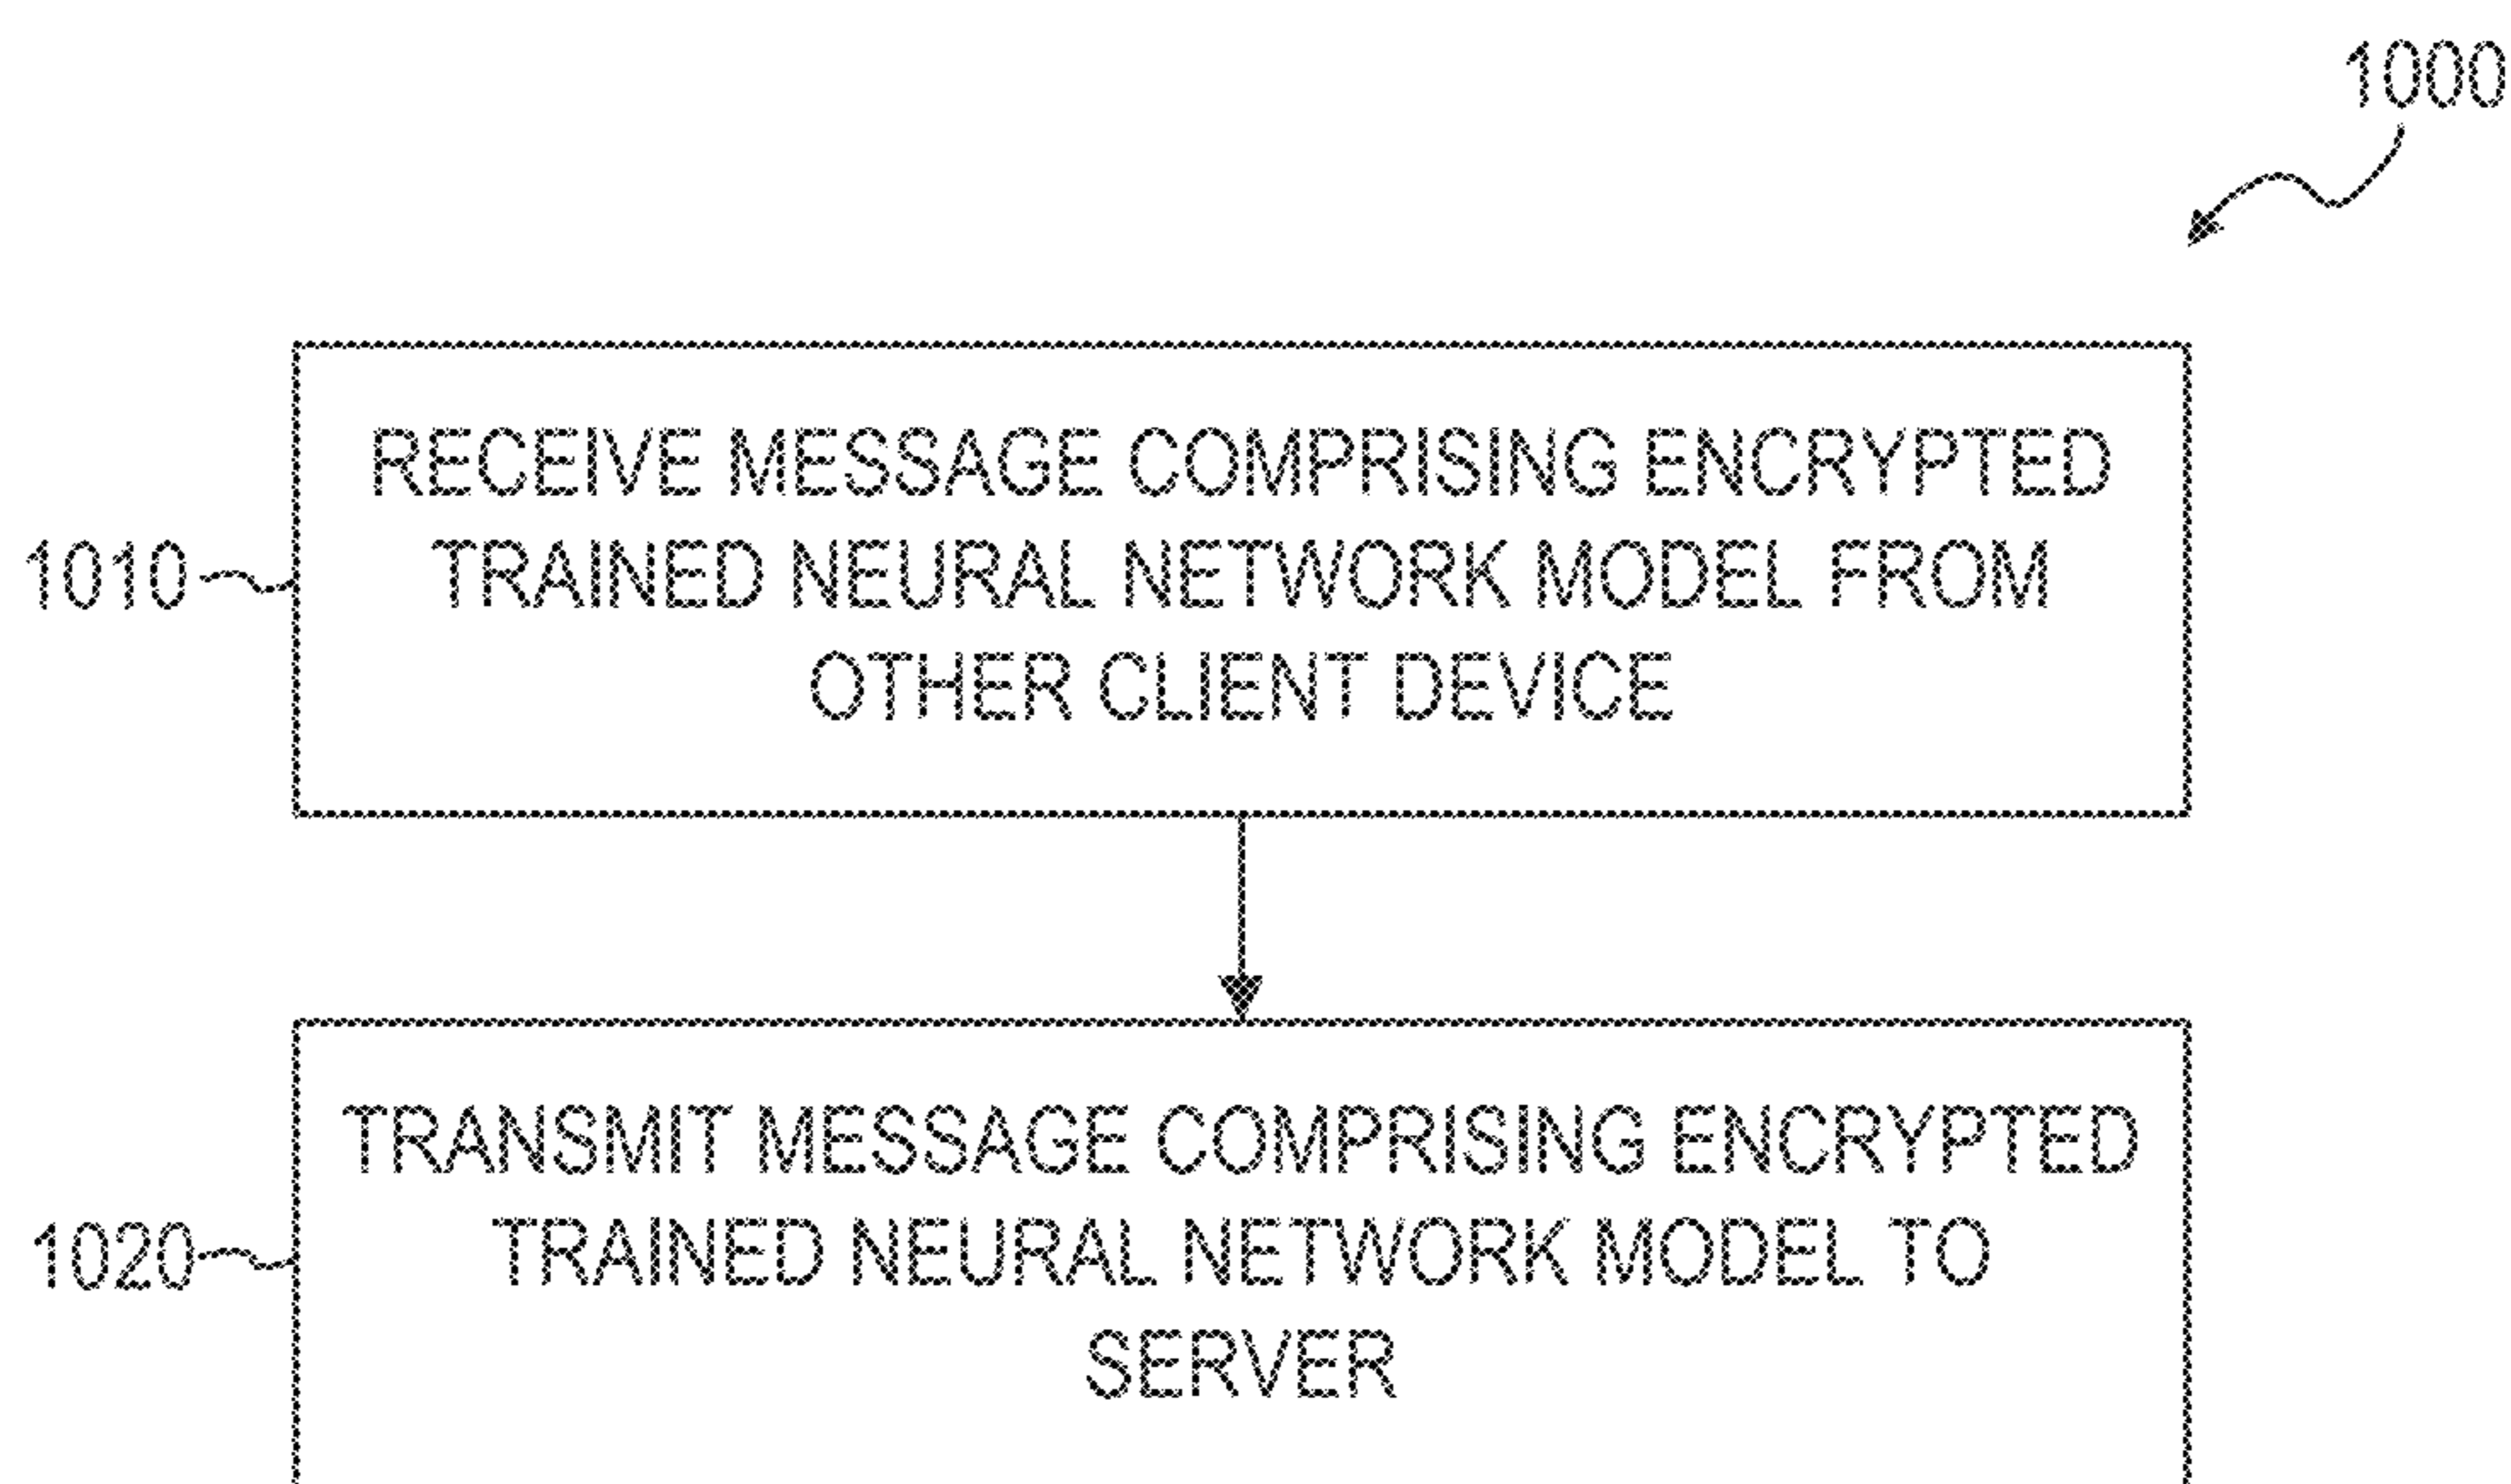 1000
RECEIVE MESSAGE COMPRISING ENCRYPTED
TRAINED NEURAL NETWORK MODEL FROM
OTHER CLIENT DEVICE
1010
TRANSMIT MESSAGE COMPRISING ENCRYPTED
TRAINED NEURAL NETWORK MODEL TO
SERVER
1020